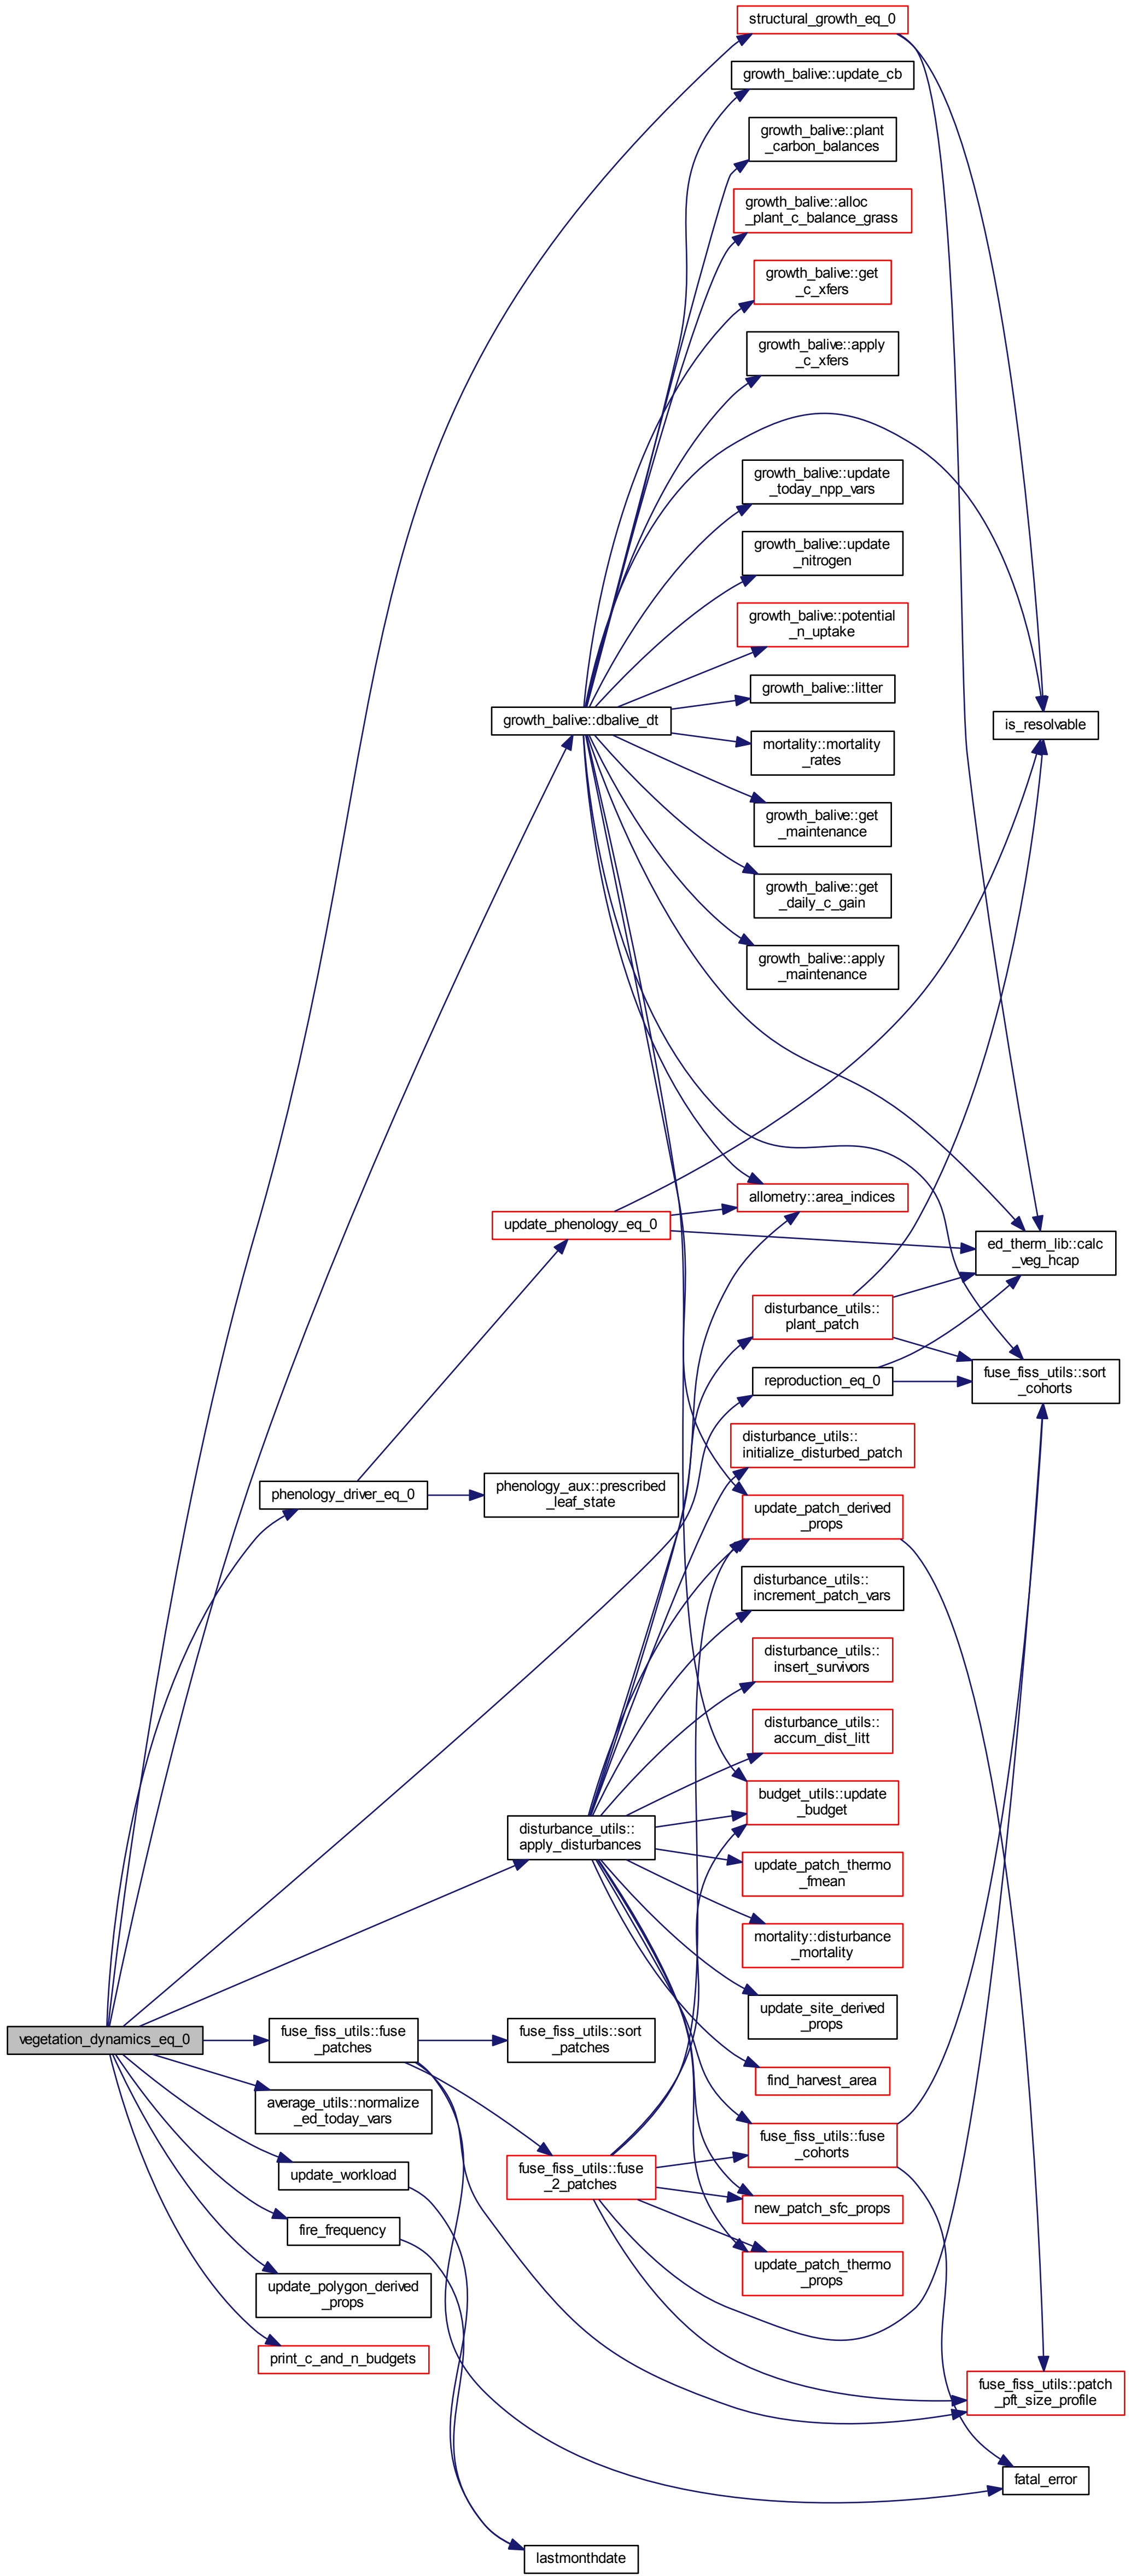 structural_growth_eq_0
growth_balive::update_cb
growth_balive::plant
_carbon_balances
growth_balive::alloc
_plant_c_balance_grass
growth_balive::get
_c_xfers
growth_balive::apply
_c_xfers
growth_balive::update
_today_npp_vars
growth_balive::update
_nitrogen
growth_balive::potential
_n_uptake
growth_balive::litter
growth_balive::dbalive_dt
is_resolvable
mortality::mortality
_rates
growth_balive::get
_maintenance
growth_balive::get
_daily_c_gain
growth_balive::apply
_maintenance
allometry::area_indices
update_phenology_eq_0
ed_therm_lib::calc
_veg_hcap
disturbance_utils::
plant_patch
reproduction_eq_0
fuse_fiss_utils::sort
_cohorts
disturbance_utils::
initialize_disturbed_patch
phenology_driver_eq_0
phenology_aux::prescribed
_leaf_state
update_patch_derived
_props
disturbance_utils::
increment_patch_vars
disturbance_utils::
insert_survivors
disturbance_utils::
accum_dist_litt
budget_utils::update
_budget
disturbance_utils::
apply_disturbances
update_patch_thermo
_fmean
mortality::disturbance
_mortality
update_site_derived
_props
vegetation_dynamics_eq_0
fuse_fiss_utils::fuse
_patches
fuse_fiss_utils::sort
_patches
find_harvest_area
average_utils::normalize
_ed_today_vars
fuse_fiss_utils::fuse
_cohorts
update_workload
fuse_fiss_utils::fuse
_2_patches
new_patch_sfc_props
fire_frequency
update_patch_thermo
_props
update_polygon_derived
_props
print_c_and_n_budgets
fuse_fiss_utils::patch
_pft_size_profile
fatal_error
lastmonthdate